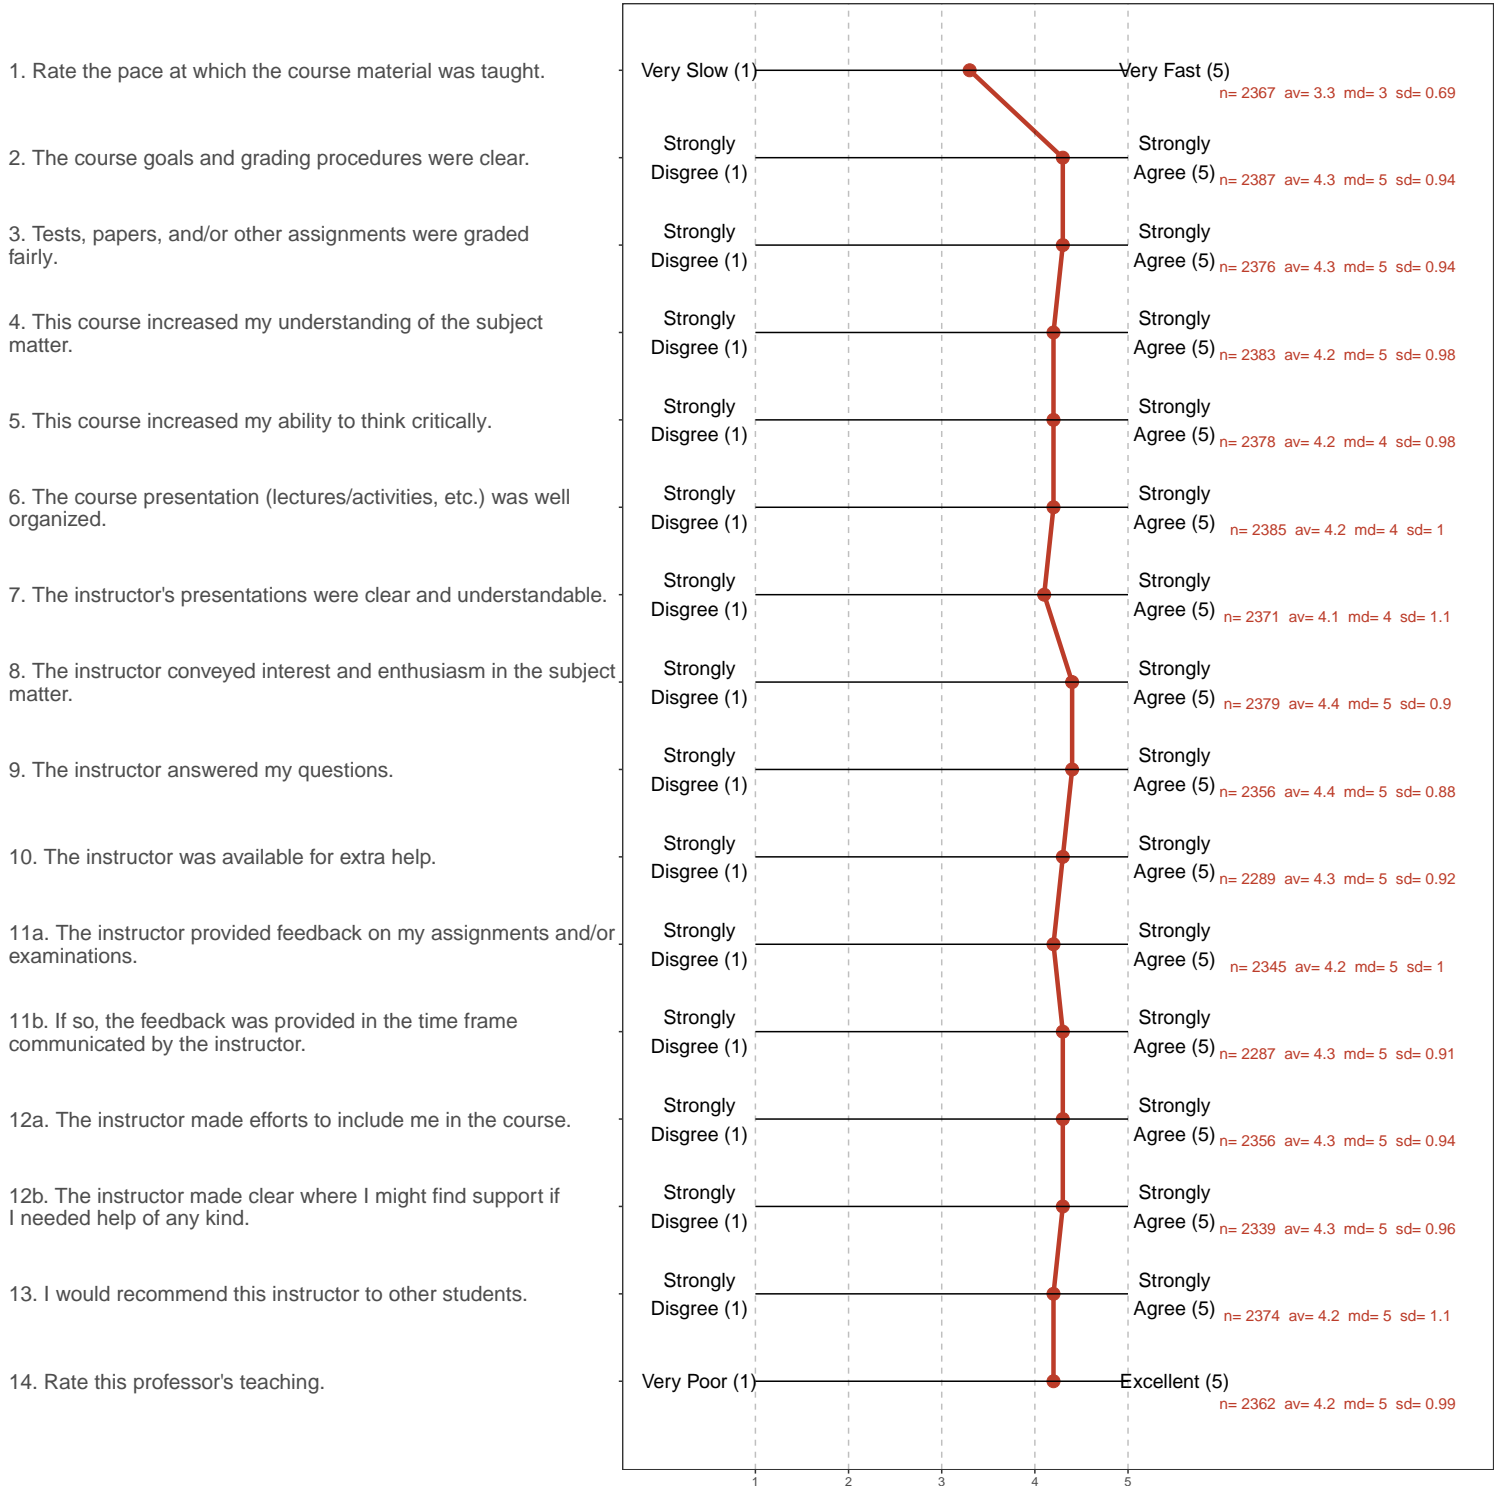 1. Rate the pace at which the course material was taught.
Very Slow (1)
Very Fast (5)
n= 2367 av= 3.3 md= 3 sd= 0.69
2. The course goals and grading procedures were clear.
Strongly
Disgree (1)
Strongly
Agree (5)
n= 2387 av= 4.3 md= 5 sd= 0.94
3. Tests, papers, and/or other assignments were graded
fairly.
Strongly
Disgree (1)
Strongly
Agree (5)
n= 2376 av= 4.3 md= 5 sd= 0.94
4. This course increased my understanding of the subject
matter.
Strongly
Disgree (1)
Strongly
Agree (5)
n= 2383 av= 4.2 md= 5 sd= 0.98
5. This course increased my ability to think critically.
Strongly
Disgree (1)
Strongly
Agree (5)
n= 2378 av= 4.2 md= 4 sd= 0.98
6. The course presentation (lectures/activities, etc.) was well
organized.
Strongly
Disgree (1)
Strongly
Agree (5)
n= 2385 av= 4.2 md= 4 sd= 1
7. The instructor's presentations were clear and understandable.
Strongly
Disgree (1)
Strongly
Agree (5)
n= 2371 av= 4.1 md= 4 sd= 1.1
8. The instructor conveyed interest and enthusiasm in the subject
matter.
Strongly
Disgree (1)
Strongly
Agree (5)
n= 2379 av= 4.4 md= 5 sd= 0.9
9. The instructor answered my questions.
Strongly
Disgree (1)
Strongly
Agree (5)
n= 2356 av= 4.4 md= 5 sd= 0.88
10. The instructor was available for extra help.
Strongly
Disgree (1)
Strongly
Agree (5)
n= 2289 av= 4.3 md= 5 sd= 0.92
11a. The instructor provided feedback on my assignments and/or
examinations.
Strongly
Disgree (1)
Strongly
Agree (5)
n= 2345 av= 4.2 md= 5 sd= 1
11b. If so, the feedback was provided in the time frame
communicated by the instructor.
Strongly
Disgree (1)
Strongly
Agree (5)
n= 2287 av= 4.3 md= 5 sd= 0.91
12a. The instructor made efforts to include me in the course.
Strongly
Disgree (1)
Strongly
Agree (5)
n= 2356 av= 4.3 md= 5 sd= 0.94
12b. The instructor made clear where I might find support if
I needed help of any kind.
Strongly
Disgree (1)
Strongly
Agree (5)
n= 2339 av= 4.3 md= 5 sd= 0.96
13. I would recommend this instructor to other students.
Strongly
Disgree (1)
Strongly
Agree (5)
n= 2374 av= 4.2 md= 5 sd= 1.1
14. Rate this professor's teaching.
Very Poor (1)
Excellent (5)
n= 2362 av= 4.2 md= 5 sd= 0.99
1 2 3 4 5